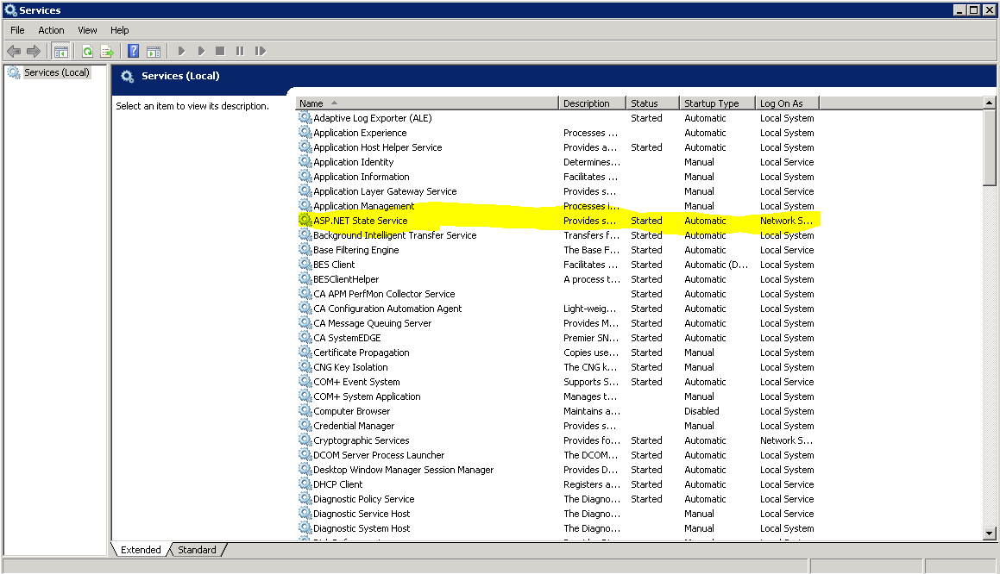 Services
File Action View Help
Services (Local)
Services (Local)
Select an item to view its description.
Name Description Status Startup Type Log On As
Adaptive Log Exporter (ALE) Started Automatic Local System
Application Experience Processes ... Automatic Local System
Application Host Helper Service Provides a... Started Automatic Local System
Application Identity Determines... Manual Local Service
Application Information Facilitates ... Manual Local System
Application Layer Gateway Service Provides s... Manual Local Service
Application Management Processes i... Manual Local System
ASP.NET State Service Provides s... Started Automatic Network S...
Background Intelligent Transfer Service Transfers f... Started Automatic Local System
Base Filtering Engine The Base F... Started Automatic Local Service
BES Client Facilitates ... Started Automatic (D... Local System
BESClientHelper A process t... Started Automatic Local System
CA APM PerfMon Collector Service Started Automatic Local System
CA Configuration Automation Agent Light-weig... Started Automatic Local System
CA Message Queuing Server Provides M... Started Automatic Local System
CA SystemEDGE Premier SN... Started Automatic Local System
Certificate Propagation Copies use... Started Manual Local System
CNG Key Isolation The CNG k... Started Manual Local System
COM+ Event System Supports S... Started Automatic Local Service
COM+ System Application Manages t... Manual Local System
Computer Browser Maintains a... Disabled Local System
Credential Manager Provides s... Manual Local System
Cryptographic Services Provides fo... Started Automatic Network S...
DCOM Server Process Launcher The DCOM... Started Automatic Local System
Desktop Window Manager Session Manager Provides D... Started Automatic Local System
DHCP Client Registers a... Started Automatic Local Service
Diagnostic Policy Service The Diagno... Started Automatic Local Service
Diagnostic Service Host The Diagno... Manual Local Service
Diagnostic System Host The Diagno... Manual Local System
Extended Standard